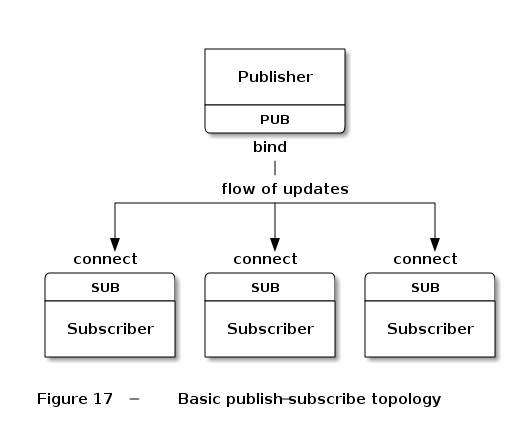 Publisher
PUB
bind
flow of updates
connect connect connect
SUB SUB SUB
Subscriber Subscriber Subscriber
Figure 17 – Basic publish–subscribe topology